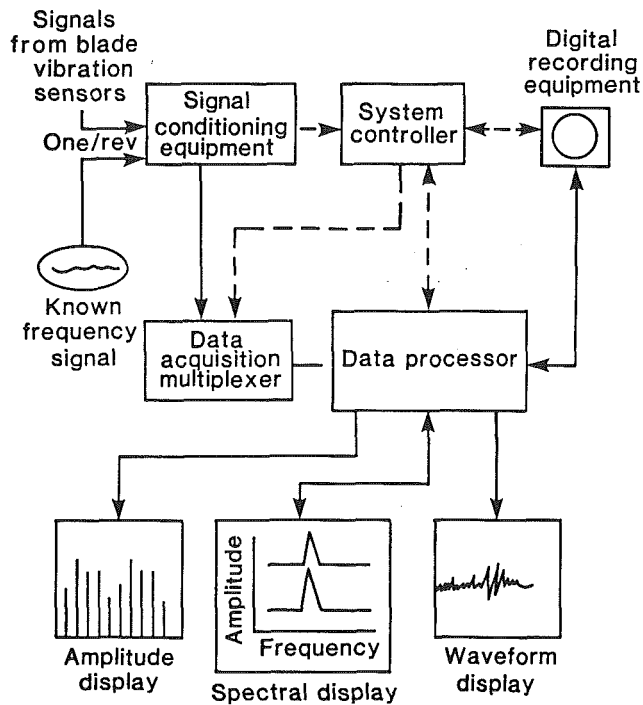 Signals
from blade
vibration
sensors
One/rev
Signal
conditioning
equipment
System
controller
Digital
recording
equipment
Known
frequency
signal
Data
acquisition
multiplexer
Data processor
Amplitude
display
Amplitude
Frequency
Spectral display
Waveform
display